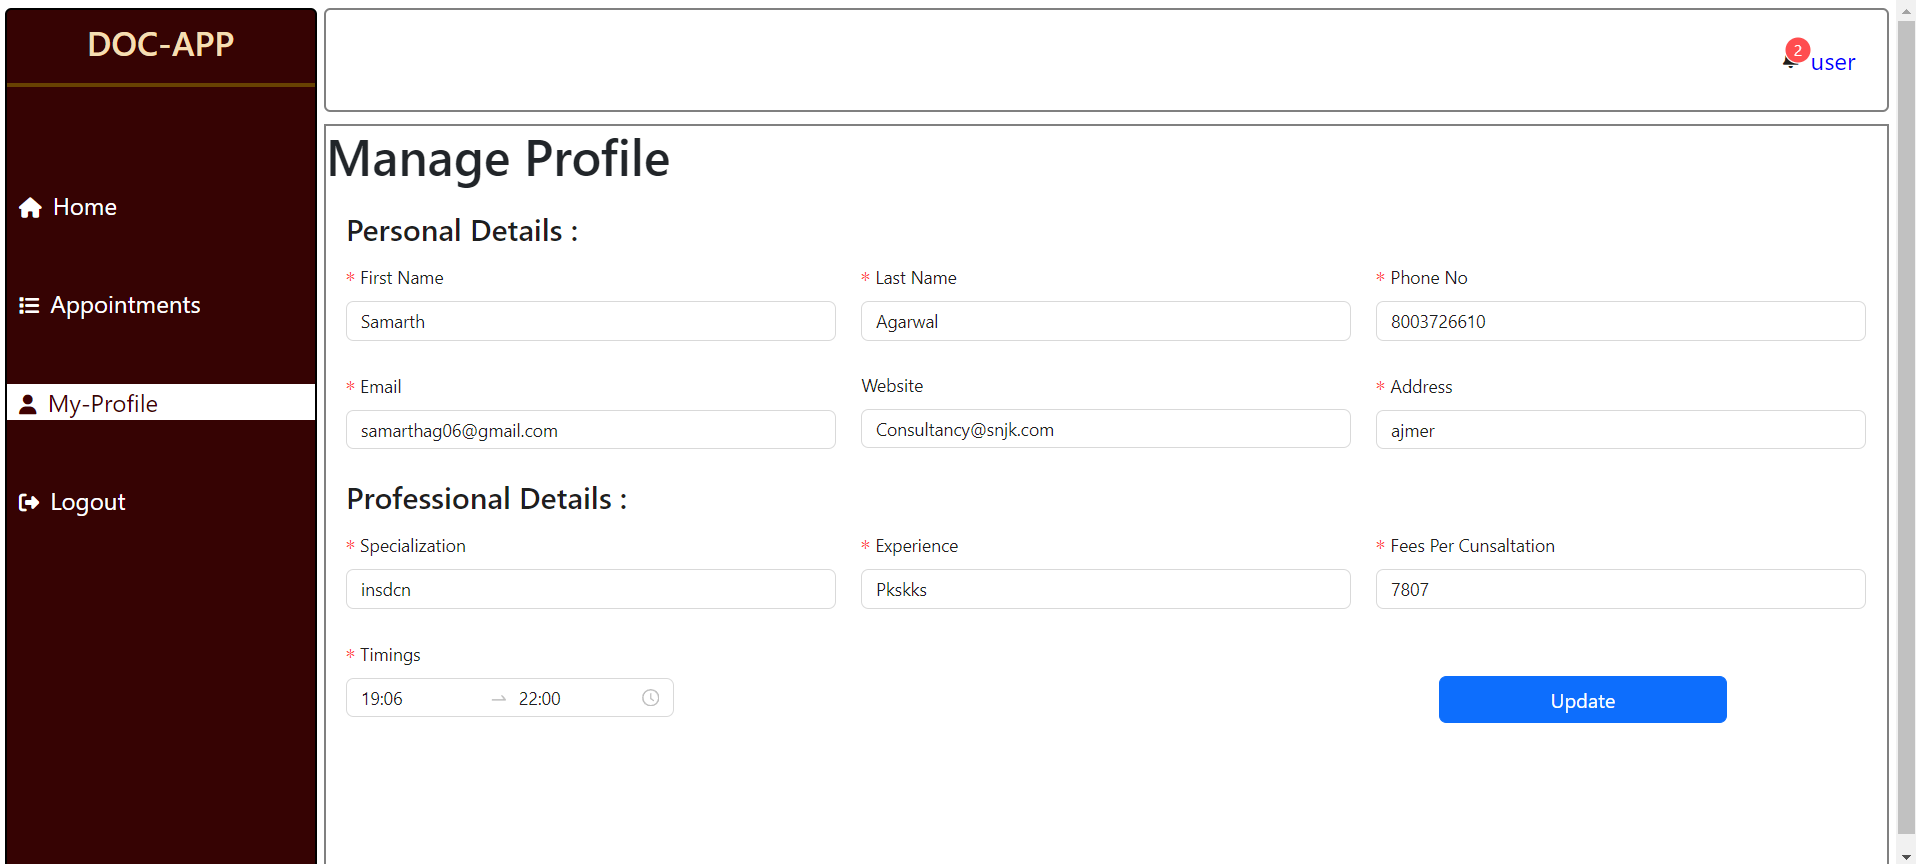 DOC-APP
2
user
Home
Appointments
My-Profile
Logout
Manage Profile
Personal Details :
* First Name
Samarth
* Last Name
Agarwal
* Phone No
8003726610
* Email
samarthag06@gmail.com
Website
Consultancy@snjk.com
* Address
ajmer
Professional Details :
* Specialization
insdcn
* Experience
Pkskks
* Fees Per Cunsaltation
7807
* Timings
19:06 → 22:00
Update